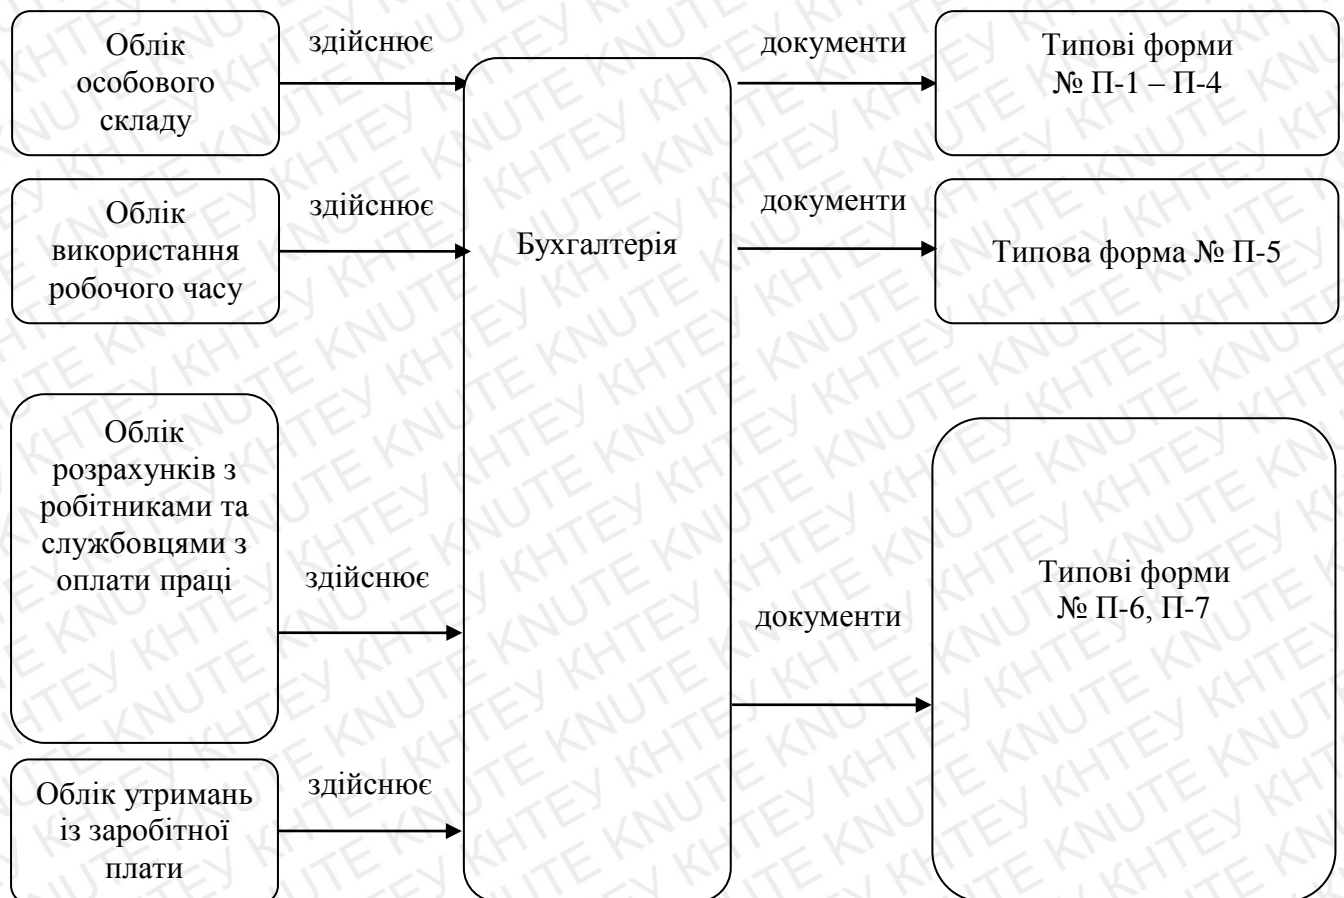 Облік
особового
складу
здійснює
документи
Типові форми
№ П-1 – П-4
Облік
використання
робочого часу
здійснює
Бухгалтерія
документи
Типова форма № П-5
Облік
розрахунків з
робітниками та
службовцями з
оплати праці
здійснює
документи
Типові форми
№ П-6, П-7
Облік утримань
із заробітної
плати
здійснює